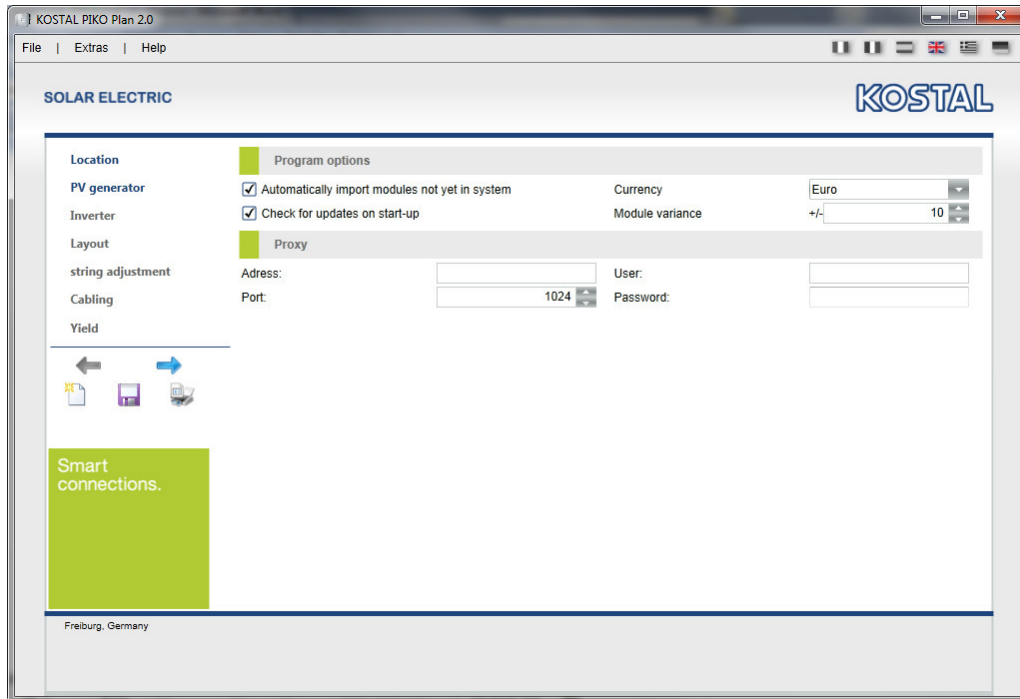 KOSTAL PIKO Plan 2.0
File | Extras | Help
SOLAR ELECTRIC
KOSTAL
Location
PV generator
Inverter
Layout
string adjustment
Cabling
Yield
Program options
Automatically import modules not yet in system
Currency
Euro
Check for updates on start-up
Module variance
+/-
10
Proxy
Adress:
User:
Port:
1024
Password:
Smart
connections.
Freiburg, Germany